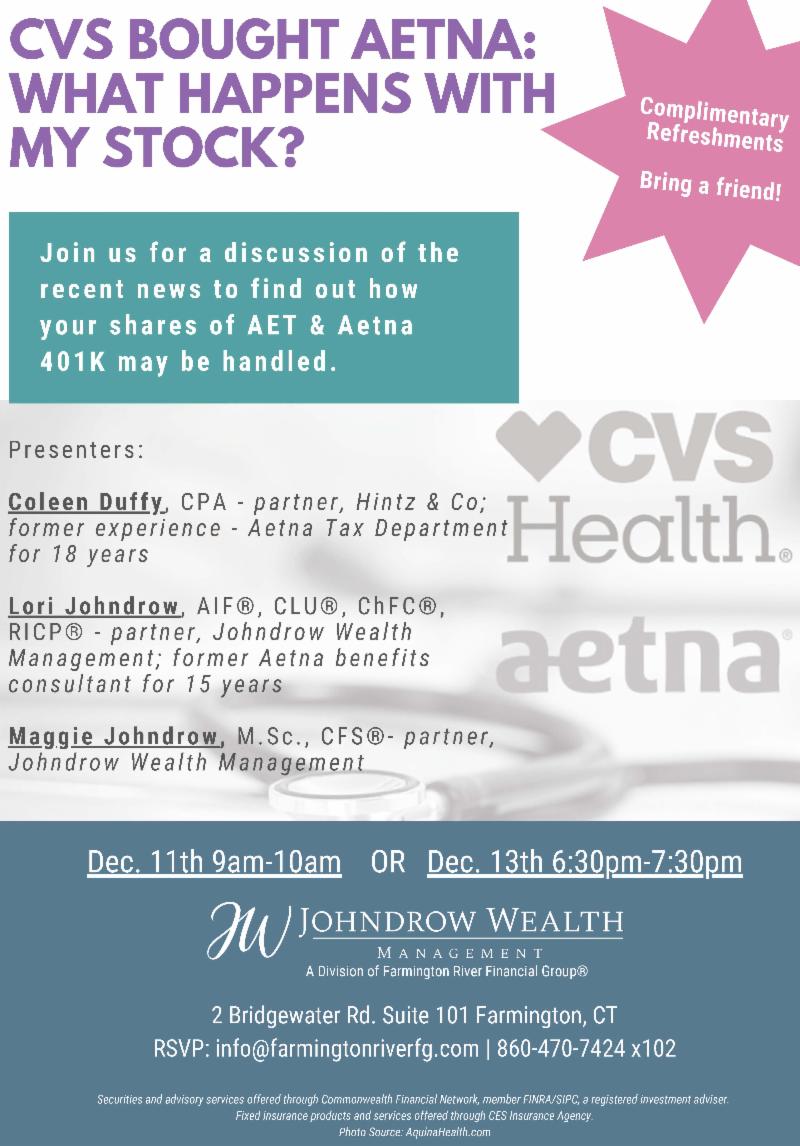 CVS BOUGHT AETNA:
WHAT HAPPENS WITH
MY STOCK?
Complimentary
Refreshments
Bring a friend!
Join us for a discussion of the
recent news to find out how
your shares of AET & Aetna
401K may be handled.
Presenters:
Coleen Duffy, CPA - partner, Hintz & Co;
former experience - Aetna Tax Department
for 18 years
Lori Johndrow, AIF®, CLU®, ChFC®,
RICP® - partner, Johndrow Wealth
Management; former Aetna benefits
consultant for 15 years
Maggie Johndrow, M.Sc., CFS®- partner,
Johndrow Wealth Management
CVS
Health®
aetna®
Dec. 11th 9am-10am OR Dec. 13th 6:30pm-7:30pm
JW JOHNDROW WEALTH
MANAGEMENT
A Division of Farmington River Financial Group®
2 Bridgewater Rd. Suite 101 Farmington, CT
RSVP: info@farmingtonriverfg.com | 860-470-7424 x102
Securities and advisory services offered through Commonwealth Financial Network, member FINRA/SIPC, a registered investment adviser.
Fixed insurance products and services offered through CES Insurance Agency.
Photo Source: AquinaHealth.com